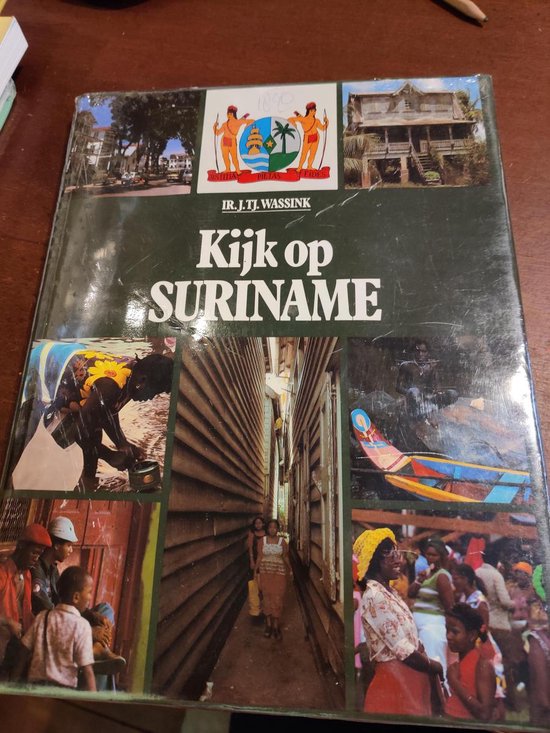 JUSTITIA PIETAS FIDES
IR. J. TJ. WASSINK
Kijk op
SURINAME